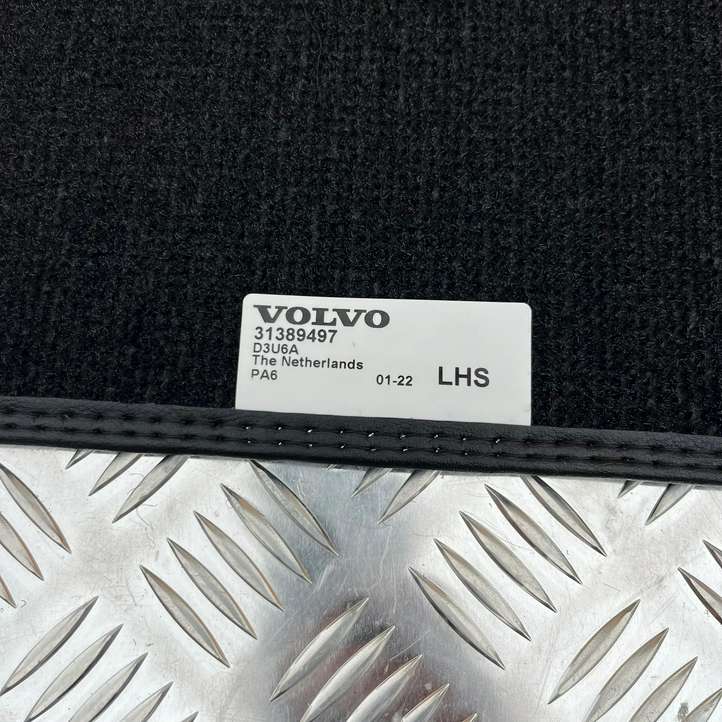 VOLVO
31389497
D3U6A
The Netherlands
PA6 01-22 LHS